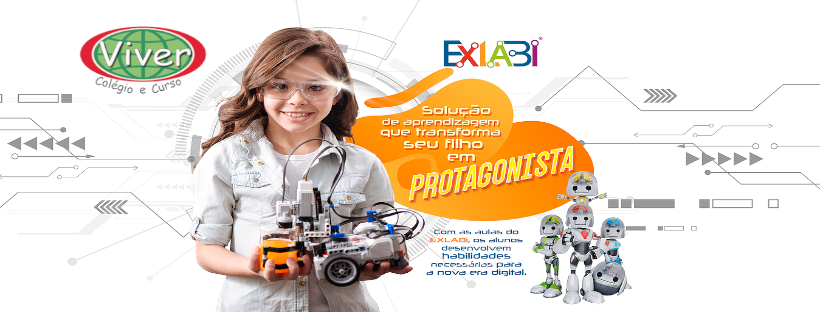 Viver
Colégio e Curso
EXLABI
Solução
de aprendizagem
que transforma
seu filho
em
PROTAGONISTA
Com as aulas do
EXLABI, os alunos
desenvolvem
habilidades
necessárias para
a nova era digital.